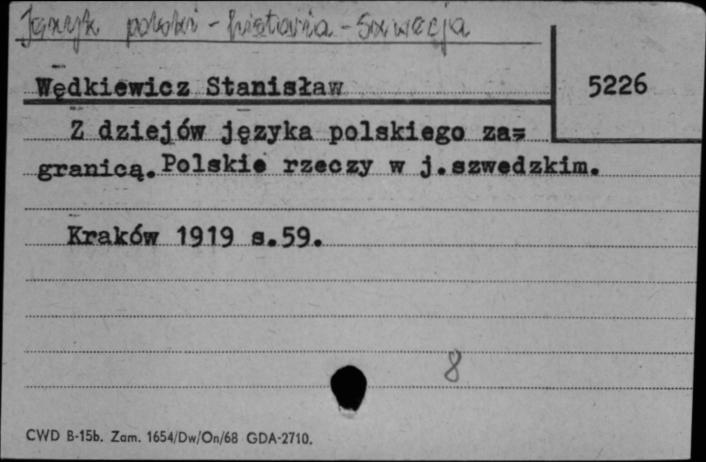 Język polski - historia - Szwecja
Wędkiewicz Stanisław
5226
Z dziejów języka polskiego za=
granicą. Polskie rzeczy w j.szwedzkim.
Kraków 1919 s.59.
8
CWD B-15b. Zam. 1654/Dw/On/68 GDA-2710.